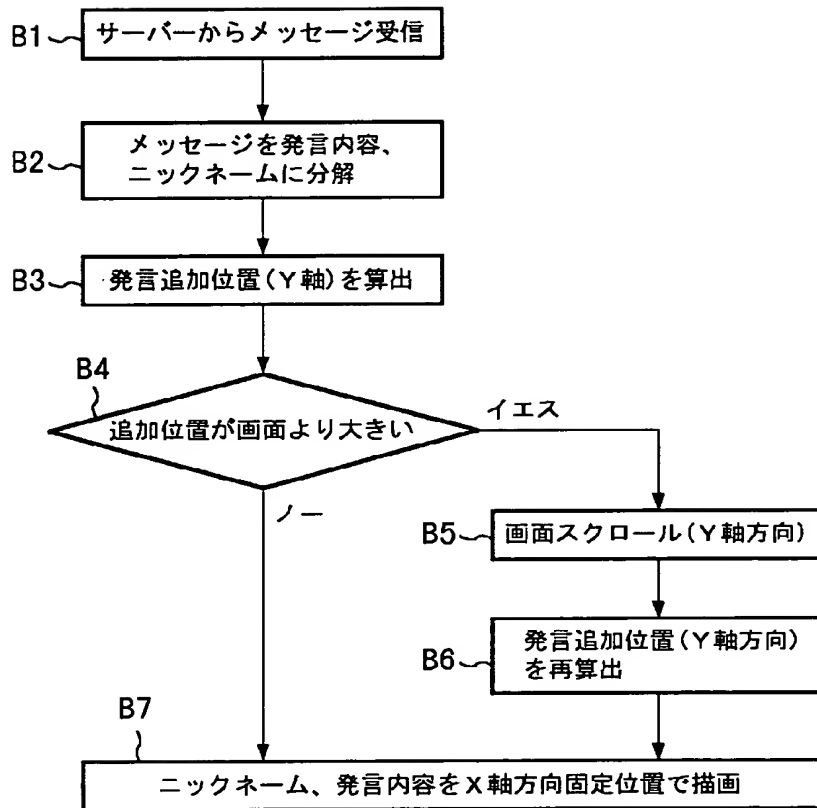 B1
サーバーからメッセージ受信
B2
メッセージを発言内容、
ニックネームに分解
B3
発言追加位置(Y軸)を算出
B4
追加位置が画面より大きい
イエス
ノー
B5
画面スクロール(Y軸方向)
B6
発言追加位置(Y軸方向)
を再算出
B7
ニックネーム、発言内容をX軸方向固定位置で描画